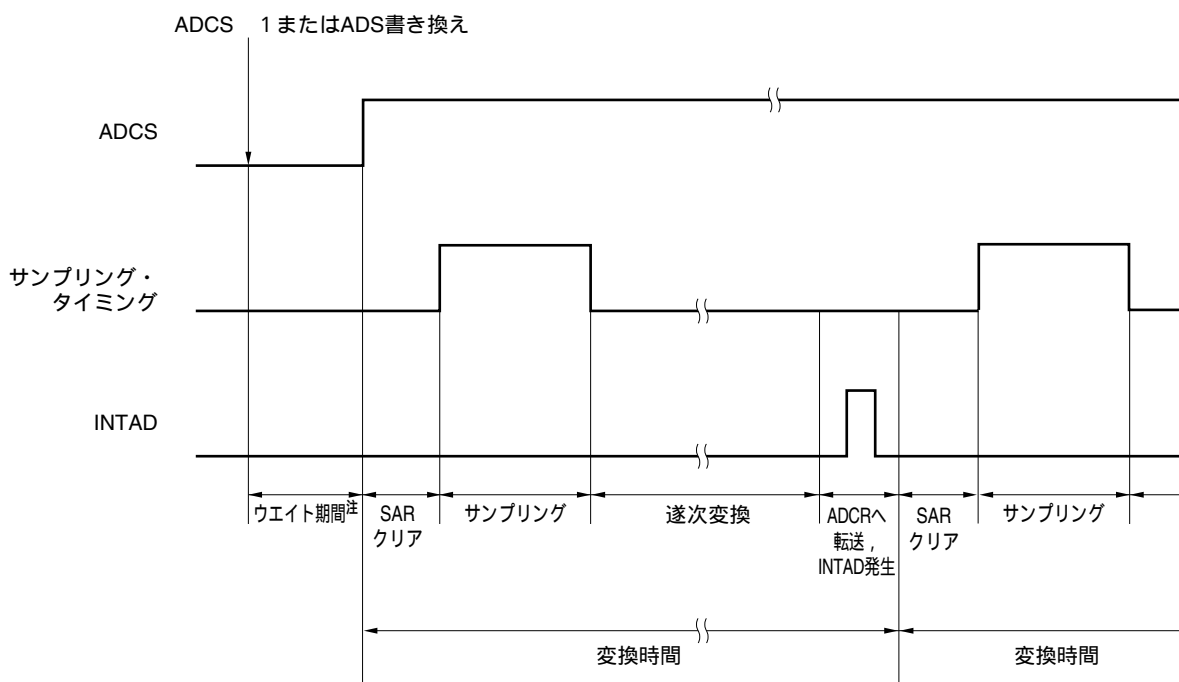 ADCS 1またはADS書き換え
ADCS
サンプリング・
タイミング
INTAD
ウエイト期間注
SAR
クリア
サンプリング
逐次変換
ADCRへ
転送,
INTAD発生
SAR
クリア
サンプリング
変換時間
変換時間